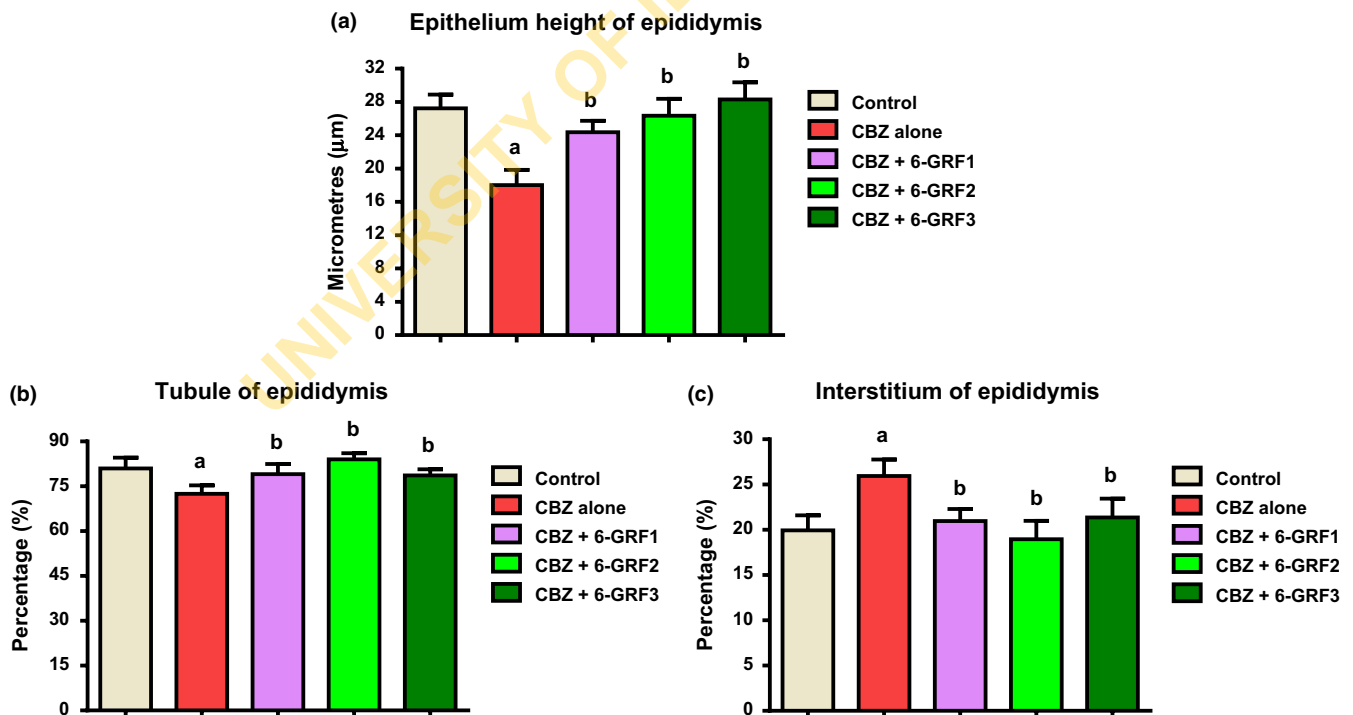 (a) Epithelium height of epididymis
Micrometres (μm)
32
28
24
20
16
12
8
4
0
a
b
b
b
Control
CBZ alone
CBZ + 6-GRF1
CBZ + 6-GRF2
CBZ + 6-GRF3
UNIVERSITY OF
(b) Tubule of epididymis
Percentage (%)
90
75
60
45
30
15
0
a
b
b
b
Control
CBZ alone
CBZ + 6-GRF1
CBZ + 6-GRF2
CBZ + 6-GRF3
(c) Interstitium of epididymis
Percentage (%)
30
25
20
15
10
5
0
a
b
b
b
Control
CBZ alone
CBZ + 6-GRF1
CBZ + 6-GRF2
CBZ + 6-GRF3